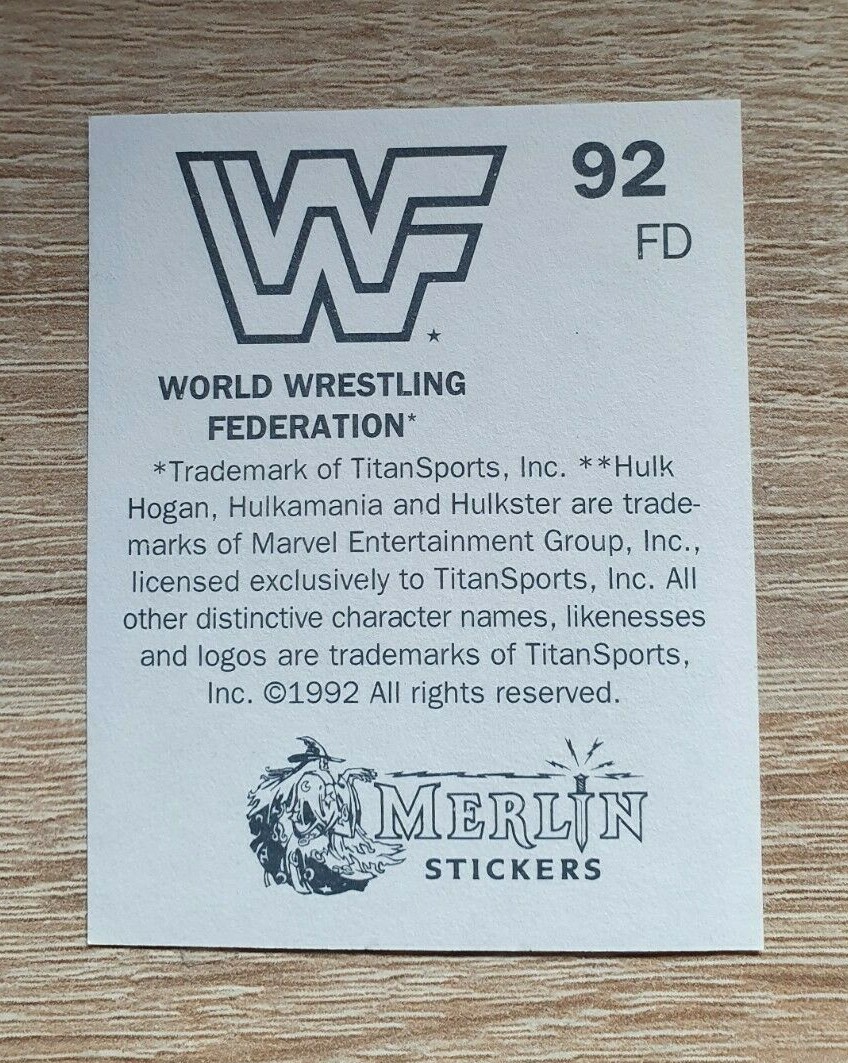 WF
92
FD
WORLD WRESTLING
FEDERATION*
*Trademark of TitanSports, Inc. **Hulk
Hogan, Hulkamania and Hulkster are trade-
marks of Marvel Entertainment Group, Inc.,
licensed exclusively to TitanSports, Inc. All
other distinctive character names, likenesses
and logos are trademarks of TitanSports,
Inc. ©1992 All rights reserved.
MERLIN
STICKERS